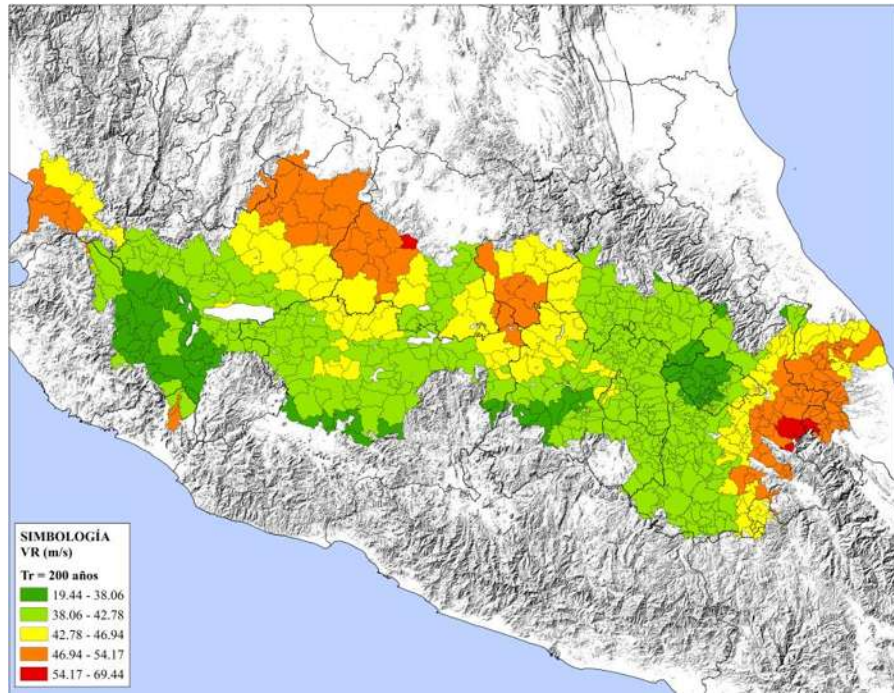 SIMBOLOGÍA
VR (m/s)
Tr = 200 años
19.44 - 38.06
38.06 - 42.78
42.78 - 46.94
46.94 - 54.17
54.17 - 69.44